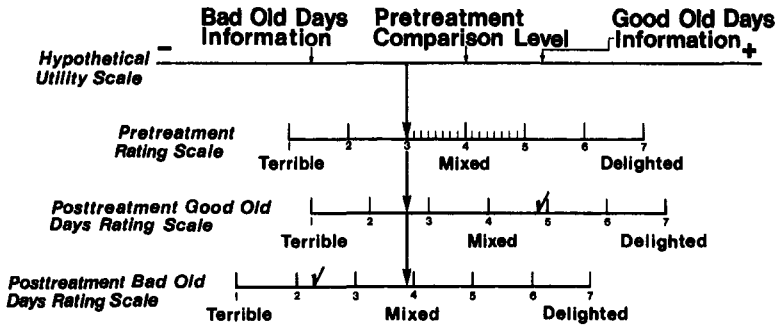 Bad Old Days Information
Pretreatment Comparison Level
Good Old Days Information
− +
Hypothetical Utility Scale
Pretreatment Rating Scale
1 2 3 4 5 6 7
Terrible Mixed Delighted
Posttreatment Good Old Days Rating Scale
1 2 3 4 5 6 7
Terrible Mixed Delighted
Posttreatment Bad Old Days Rating Scale
1 2 3 4 5 6 7
Terrible Mixed Delighted